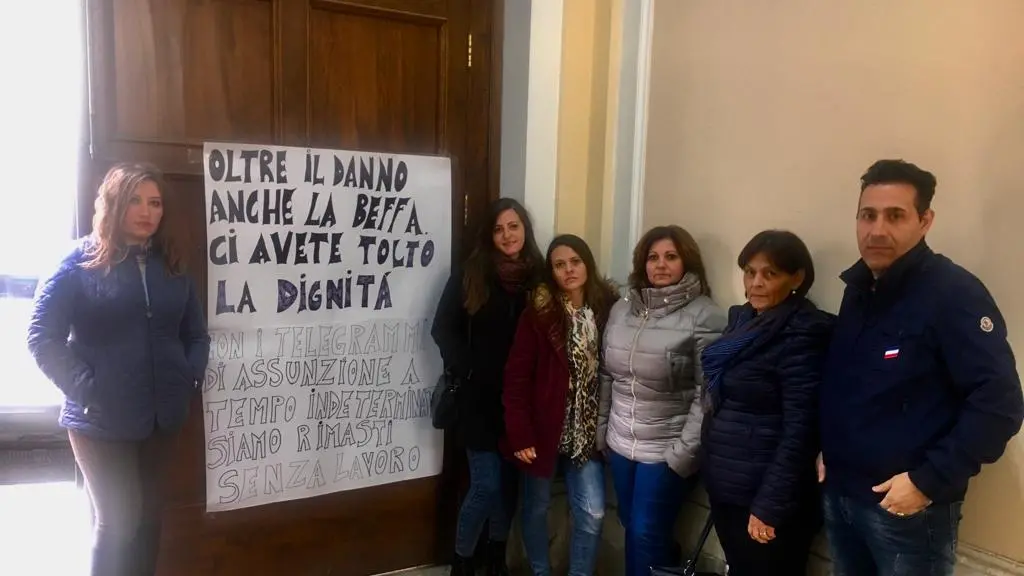 OLTRE IL DANNO
ANCHE LA BEFFA.
CI AVETE TOLTO
LA DIGNITÁ
CON I TELEGRAMMI
DI ASSUNZIONE A
TEMPO INDETERMINAT
SIAMO RIMASTI
SENZA LAVORO